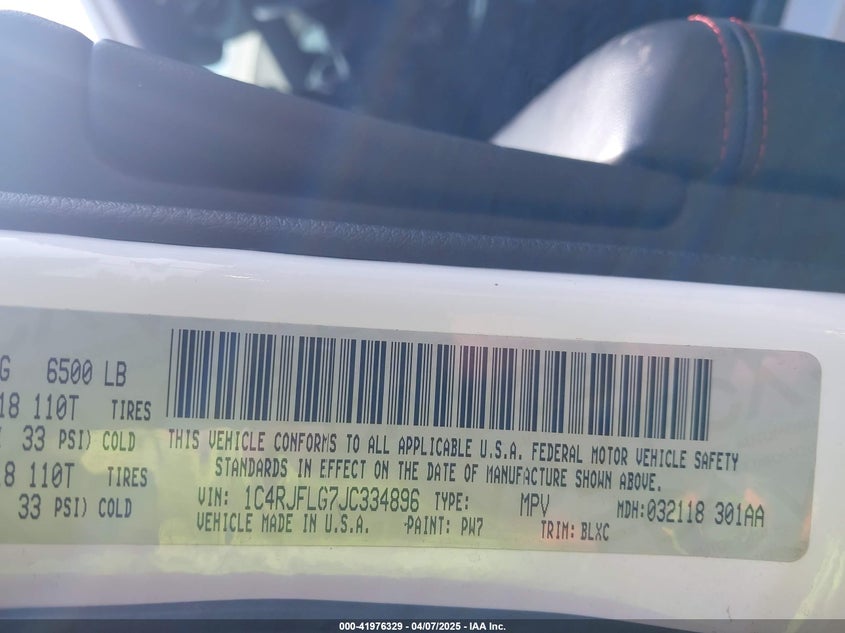 G 6500 LB
18 110T TIRES
33 PSI) COLD
18 110T TIRES
33 PSI) COLD
THIS VEHICLE CONFORMS TO ALL APPLICABLE U.S.A. FEDERAL MOTOR VEHICLE SAFETY
STANDARDS IN EFFECT ON THE DATE OF MANUFACTURE SHOWN ABOVE.
VIN: 1C4RJFLG7JC334896 TYPE: MPV MDH:032118 301AA
VEHICLE MADE IN U.S.A. PAINT: PW7 TRIM: BLXC
000-41976329 | 04/07/2025 - IAA Inc.